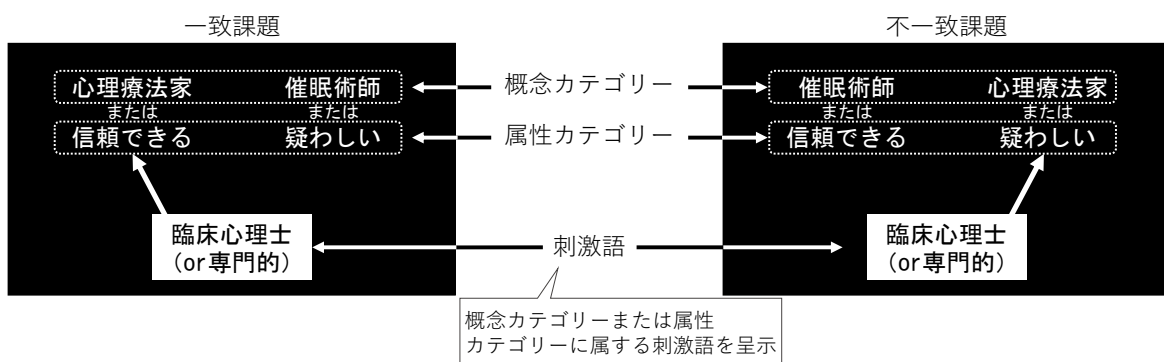 一致課題
不一致課題
心理療法家 催眠術師
または または
信頼できる 疑わしい
概念カテゴリー
属性カテゴリー
催眠術師 心理療法家
または または
信頼できる 疑わしい
臨床心理士
(or専門的)
刺激語
臨床心理士
(or専門的)
概念カテゴリーまたは属性
カテゴリーに属する刺激語を呈示